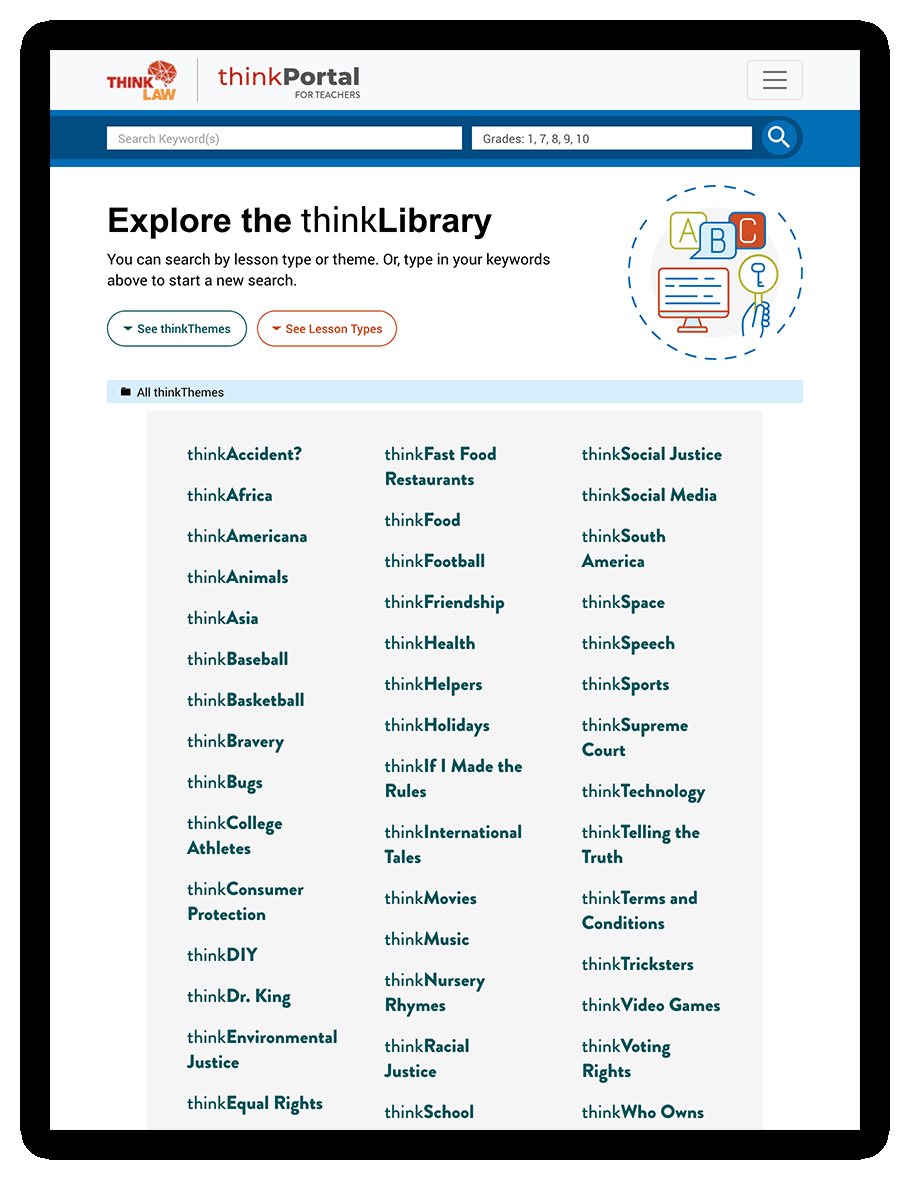 THINK
LAW
thinkPortal
FOR TEACHERS
Search Keyword(s)
Grades: 1, 7, 8, 9, 10
Explore the thinkLibrary
You can search by lesson type or theme. Or, type in your keywords
above to start a new search.
A B C
See thinkThemes
See Lesson Types
All thinkThemes
thinkAccident?
thinkAfrica
thinkAmericana
thinkAnimals
thinkAsia
thinkBaseball
thinkBasketball
thinkBravery
thinkBugs
thinkCollege
Athletes
thinkConsumer
Protection
thinkDIY
thinkDr. King
thinkEnvironmental
Justice
thinkEqual Rights
thinkFast Food
Restaurants
thinkFood
thinkFootball
thinkFriendship
thinkHealth
thinkHelpers
thinkHolidays
thinkIf I Made the
Rules
thinkInternational
Tales
thinkMovies
thinkMusic
thinkNursery
Rhymes
thinkRacial
Justice
thinkSchool
thinkSocial Justice
thinkSocial Media
thinkSouth
America
thinkSpace
thinkSpeech
thinkSports
thinkSupreme
Court
thinkTechnology
thinkTelling the
Truth
thinkTerms and
Conditions
thinkTricksters
thinkVideo Games
thinkVoting
Rights
thinkWho Owns